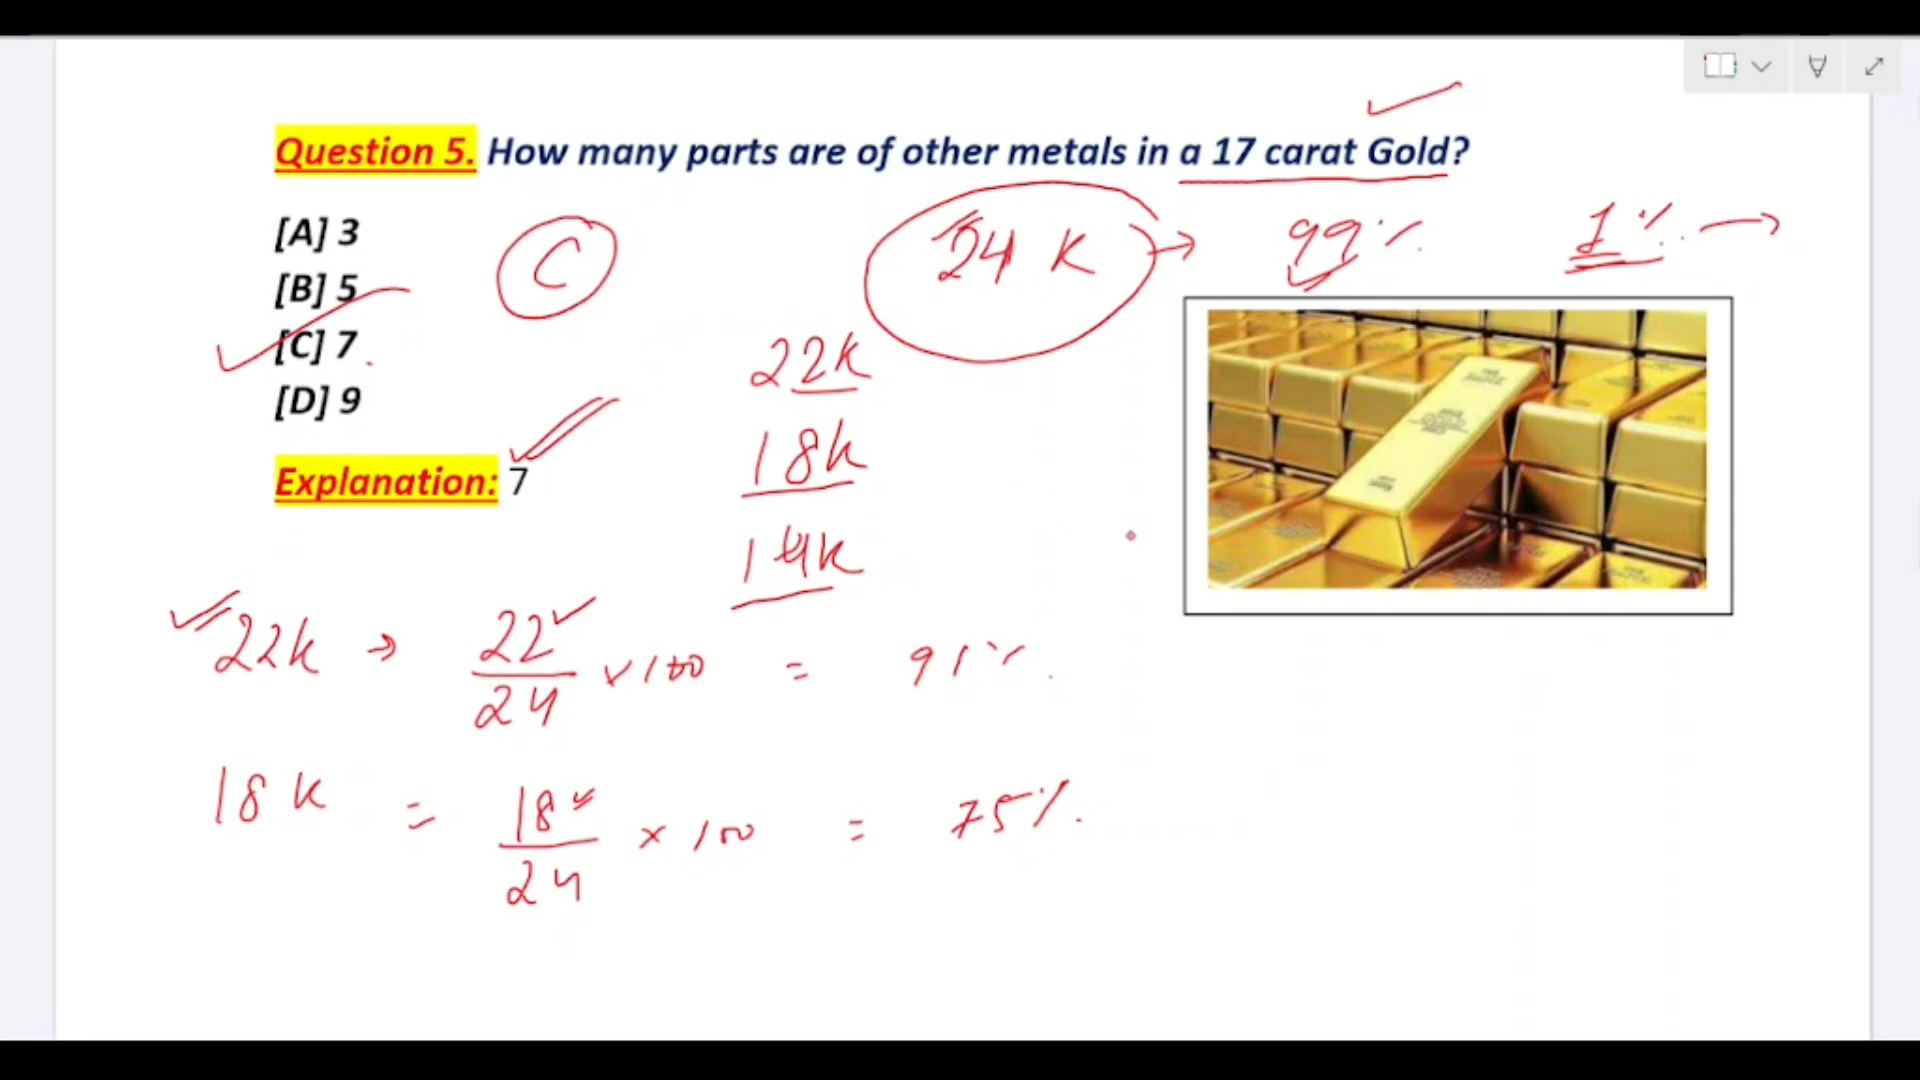 Question 5. How many parts are of other metals in a 17 carat Gold?
[A] 3
[B] 5
[C] 7
[D] 9
C
24 K → 99% 1% →
22k
18k
14k
Explanation: 7
22k → 22/24 × 100 = 91%.
18k = 18/24 × 100 = 75%.